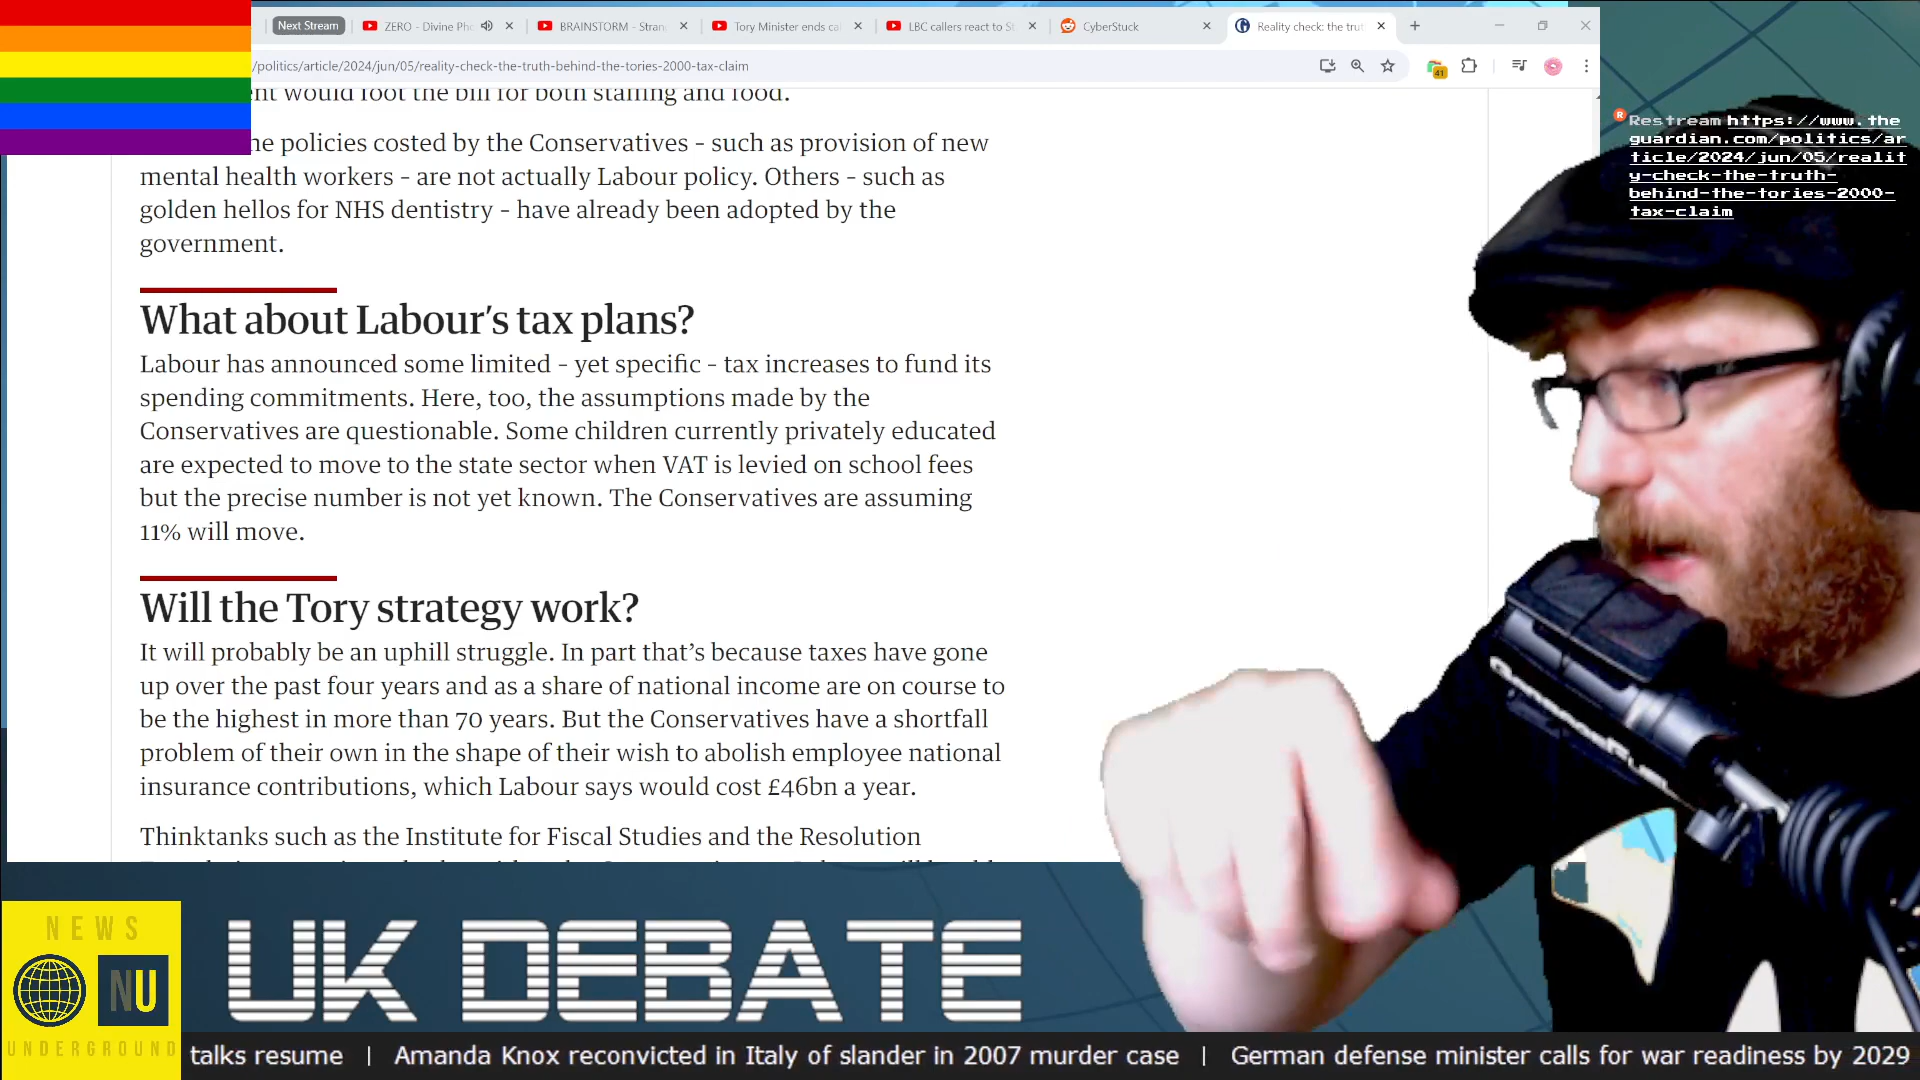 Next Stream
ZERO - Divine Pho
BRAINSTORM - Stran
Tory Minister ends cal
LBC callers react to S
CyberStuck
Reality check: the trut
/politics/article/2024/jun/05/reality-check-the-truth-behind-the-tories-2000-tax-claim
41
nt would foot the bill for both staffing and food.
he policies costed by the Conservatives – such as provision of new
mental health workers – are not actually Labour policy. Others – such as
golden hellos for NHS dentistry – have already been adopted by the
government.
What about Labour’s tax plans?
Labour has announced some limited – yet specific – tax increases to fund its
spending commitments. Here, too, the assumptions made by the
Conservatives are questionable. Some children currently privately educated
are expected to move to the state sector when VAT is levied on school fees
but the precise number is not yet known. The Conservatives are assuming
11% will move.
Will the Tory strategy work?
It will probably be an uphill struggle. In part that’s because taxes have gone
up over the past four years and as a share of national income are on course to
be the highest in more than 70 years. But the Conservatives have a shortfall
problem of their own in the shape of their wish to abolish employee national
insurance contributions, which Labour says would cost £46bn a year.
Thinktanks such as the Institute for Fiscal Studies and the Resolution
Restream https://www.the
guardian.com/politics/ar
ticle/2024/jun/05/realit
y-check-the-truth-
behind-the-tories-2000-
tax-claim
NEWS
NU
UNDERGROUND
UK DEBATE
talks resume | Amanda Knox reconvicted in Italy of slander in 2007 murder case | German defense minister calls for war readiness by 2029